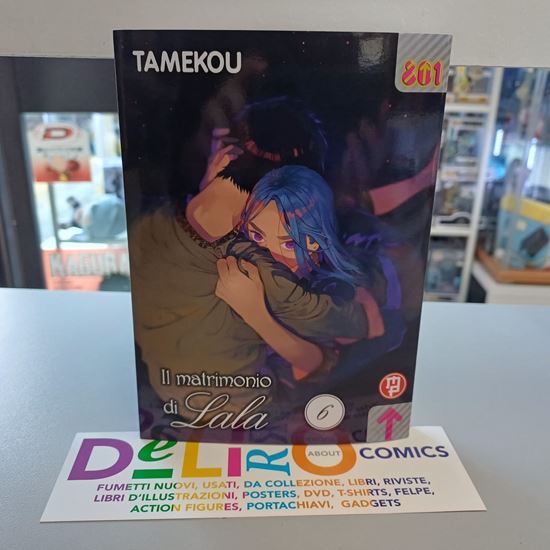 TAMEKOU
801
Il matrimonio
di Lala
6
DeLiRO ABOUT COMICS
FUMETTI NUOVI, USATI, DA COLLEZIONE, LIBRI, RIVISTE,
LIBRI D'ILLUSTRAZIONI, POSTERS, DVD, T-SHIRTS, FELPE,
ACTION FIGURES, PORTACHIAVI, GADGETS